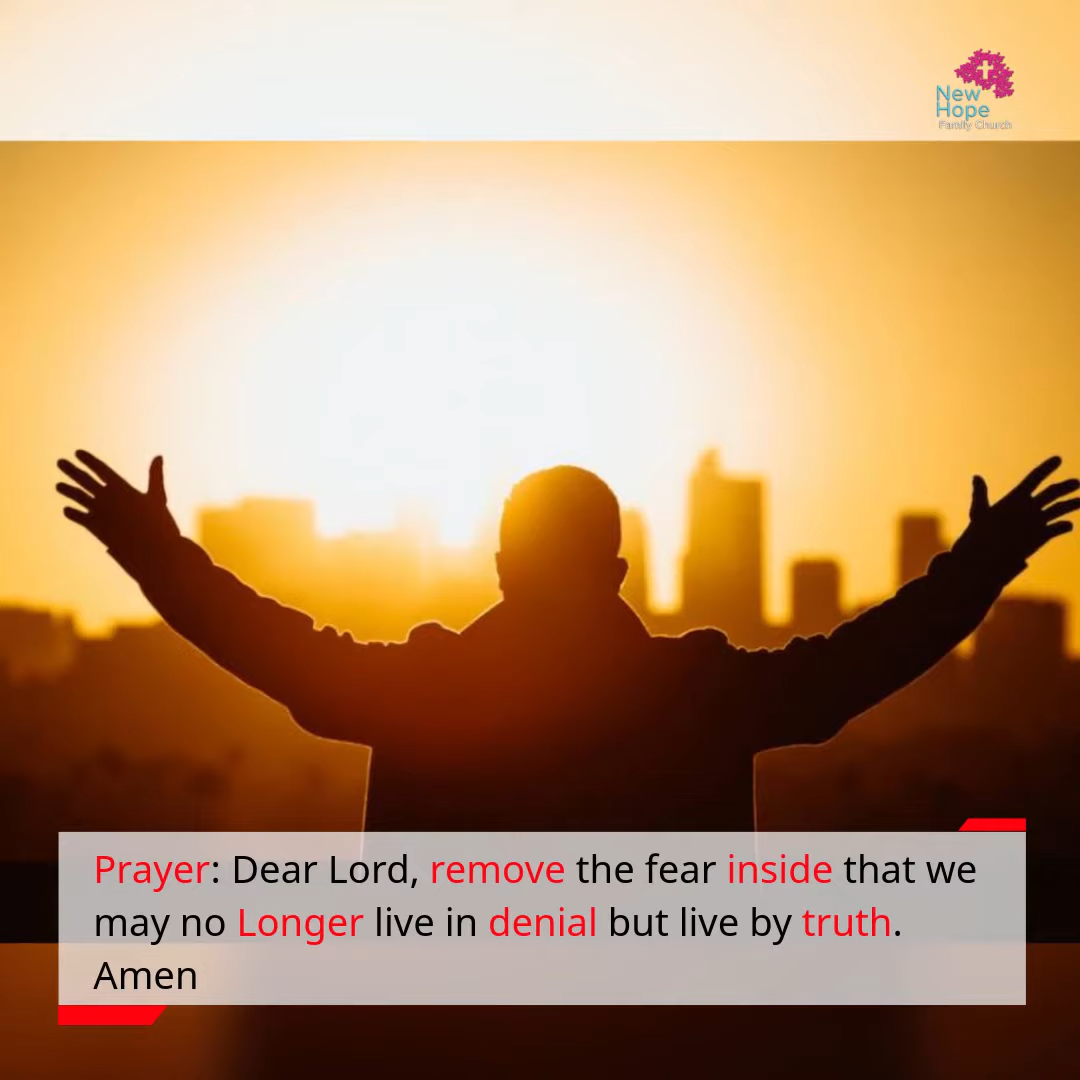 New
Hope
Family Church
Prayer: Dear Lord, remove the fear inside that we
may no Longer live in denial but live by truth.
Amen